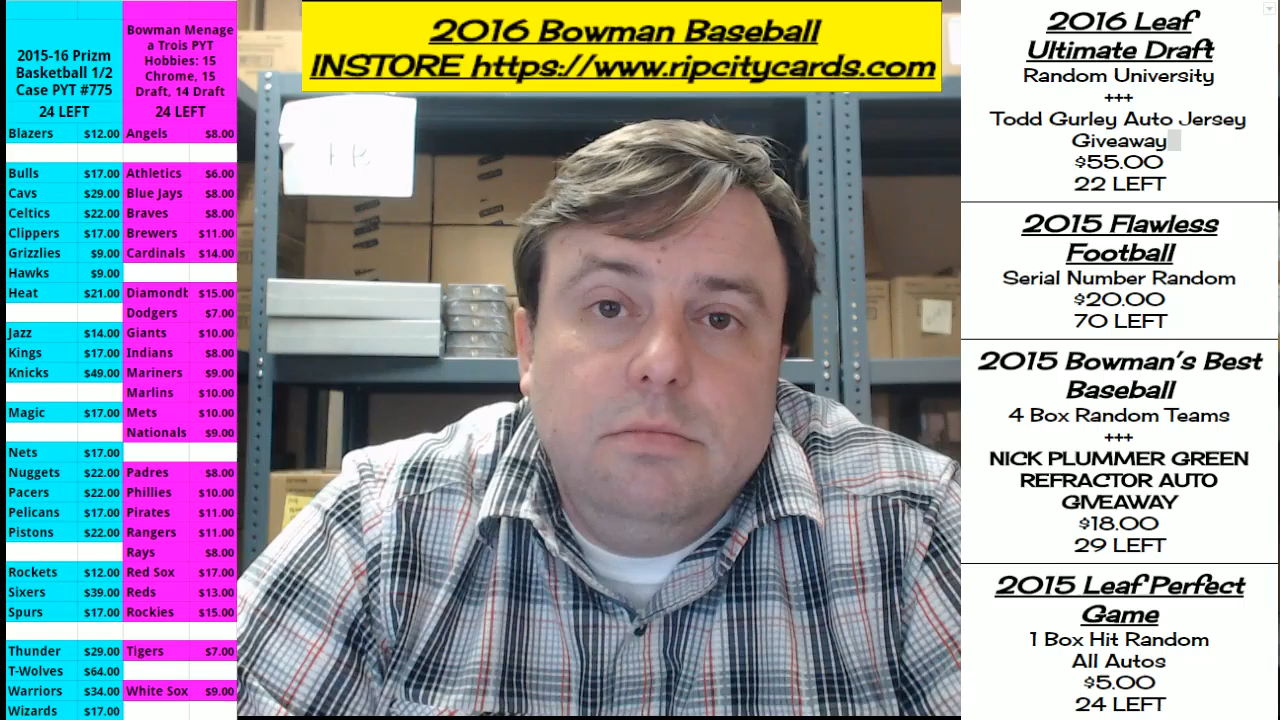 2015-16 Prizm
Basketball 1/2
Case PYT #775
24 LEFT
Blazers $12.00
Bulls $17.00
Cavs $29.00
Celtics $22.00
Clippers $17.00
Grizzlies $9.00
Hawks $9.00
Heat $21.00
Jazz $14.00
Kings $17.00
Knicks $49.00
Magic $17.00
Nets $17.00
Nuggets $22.00
Pacers $22.00
Pelicans $17.00
Pistons $22.00
Rockets $12.00
Sixers $39.00
Spurs $17.00
Thunder $29.00
T-Wolves $64.00
Warriors $34.00
Wizards $17.00
Bowman Menage
a Trois PYT
Hobbies: 15
Chrome, 15
Draft, 14 Draft
24 LEFT
Angels $8.00
Athletics $6.00
Blue Jays $8.00
Braves $8.00
Brewers $11.00
Cardinals $14.00
Diamondb $15.00
Dodgers $7.00
Giants $10.00
Indians $8.00
Mariners $9.00
Marlins $10.00
Mets $10.00
Nationals $9.00
Padres $8.00
Phillies $10.00
Pirates $11.00
Rangers $11.00
Rays $8.00
Red Sox $17.00
Reds $13.00
Rockies $15.00
Tigers $7.00
White Sox $9.00
2016 Bowman Baseball
INSTORE https://www.ripcitycards.com
2016 Leaf
Ultimate Draft
Random University
+++
Todd Gurley Auto Jersey
Giveaway
$55.00
22 LEFT
2015 Flawless
Football
Serial Number Random
$20.00
70 LEFT
2015 Bowman's Best
Baseball
4 Box Random Teams
+++
NICK PLUMMER GREEN
REFRACTOR AUTO
GIVEAWAY
$18.00
29 LEFT
2015 Leaf Perfect
Game
1 Box Hit Random
All Autos
$5.00
24 LEFT